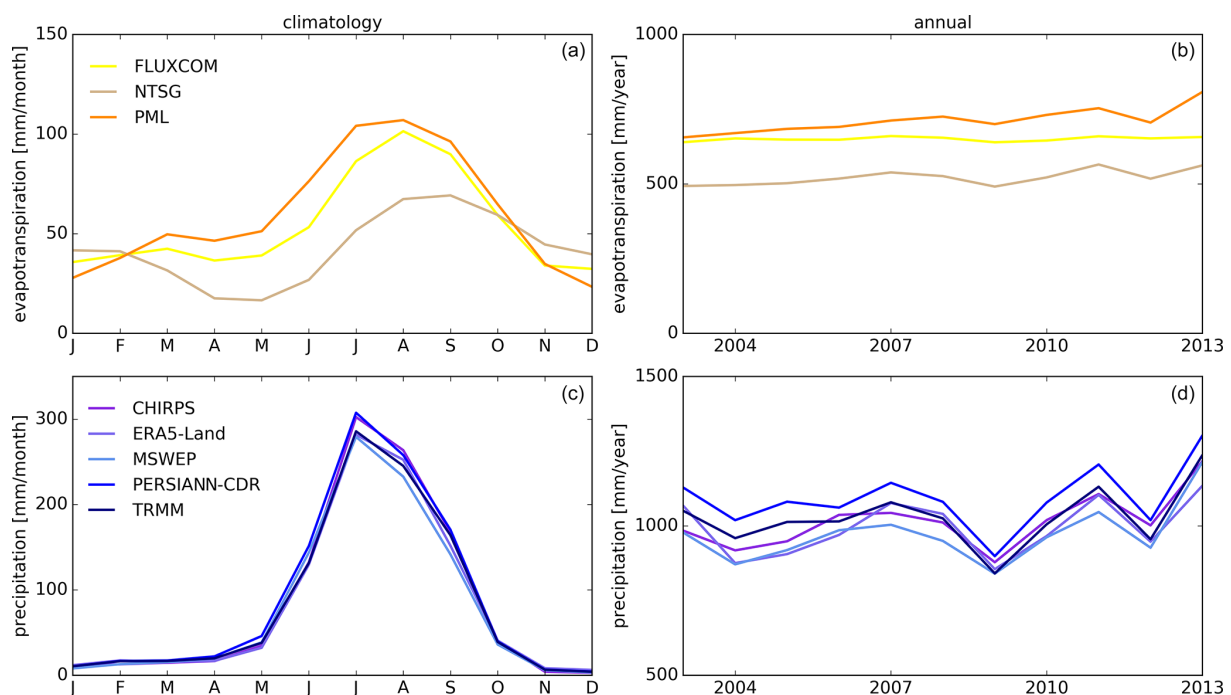 climatology
annual
evapotranspiration [mm/month]
150
100
50
0
(a)
FLUXCOM
NTSG
PML
J F M A M J J A S O N D
evapotranspiration [mm/year]
1000
500
0
(b)
2004 2007 2010 2013
precipitation [mm/month]
300
200
100
0
(c)
CHIRPS
ERA5-Land
MSWEP
PERSIANN-CDR
TRMM
J F M A M J J A S O N D
precipitation [mm/year]
1500
1000
500
(d)
2004 2007 2010 2013